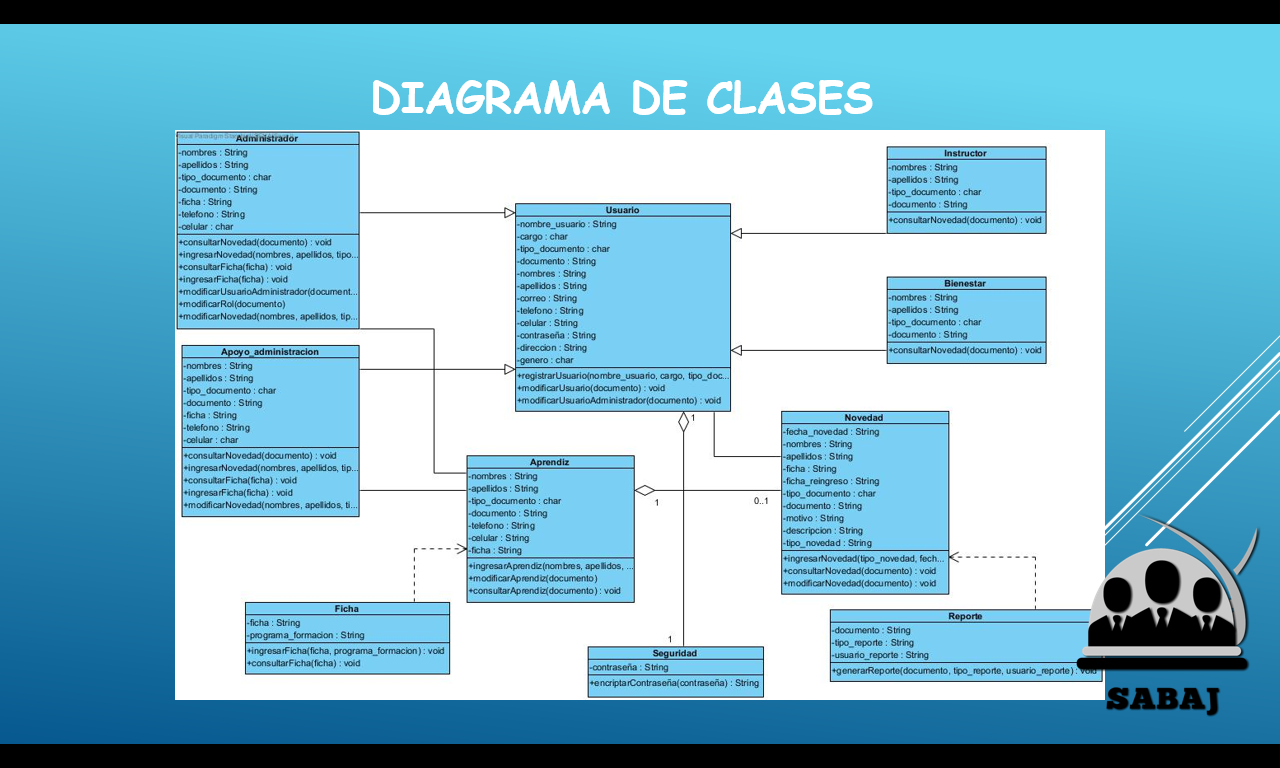 DIAGRAMA DE CLASES
Administrador
-nombres : String
-apellidos : String
-tipo_documento : char
-documento : String
-ficha : String
-telefono : String
-celular : char
+consultarNovedad(documento) : void
+ingresarNovedad(nombres, apellidos, tipo...
+consultarFicha(ficha) : void
+ingresarFicha(ficha) : void
+modificarUsuarioAdministrador(document...
+modificarRol(documento)
+modificarNovedad(nombres, apellidos, tip...
Apoyo_administracion
-nombres : String
-apellidos : String
-tipo_documento : char
-documento : String
-ficha : String
-telefono : String
-celular : char
+consultarNovedad(documento) : void
+ingresarNovedad(nombres, apellidos, tip...
+consultarFicha(ficha) : void
+ingresarFicha(ficha) : void
+modificarNovedad(nombres, apellidos, ti...
Usuario
-nombre_usuario : String
-cargo : char
-tipo_documento : char
-documento : String
-nombres : String
-apellidos : String
-correo : String
-telefono : String
-celular : String
-contraseña : String
-direccion : String
-genero : char
+registrarUsuario(nombre_usuario, cargo, tipo_doc...
+modificarUsuario(documento) : void
+modificarUsuarioAdministrador(documento) : void
Instructor
-nombres : String
-apellidos : String
-tipo_documento : char
-documento : String
+consultarNovedad(documento) : void
Bienestar
-nombres : String
-apellidos : String
-tipo_documento : char
-documento : String
+consultarNovedad(documento) : void
1
Aprendiz
-nombres : String
-apellidos : String
-tipo_documento : char
-documento : String
-telefono : String
-celular : String
-ficha : String
+ingresarAprendiz(nombres, apellidos, ...
+modificarAprendiz(documento)
+consultarAprendiz(documento) : void
1
0..1
Novedad
-fecha_novedad : String
-nombres : String
-apellidos : String
-ficha : String
-ficha_reingreso : String
-tipo_documento : char
-documento : String
-motivo : String
-descripcion : String
-tipo_novedad : String
+ingresarNovedad(tipo_novedad, fech...
+consultarNovedad(documento) : void
+modificarNovedad(documento) : void
Ficha
-ficha : String
-programa_formacion : String
+ingresarFicha(ficha, programa_formacion) : void
+consultarFicha(ficha) : void
1
Seguridad
-contraseña : String
+encriptarContraseña(contraseña) : String
Reporte
-documento : String
-tipo_reporte : String
-usuario_reporte : String
+generarReporte(documento, tipo_reporte, usuario_reporte) : void
SABAJ